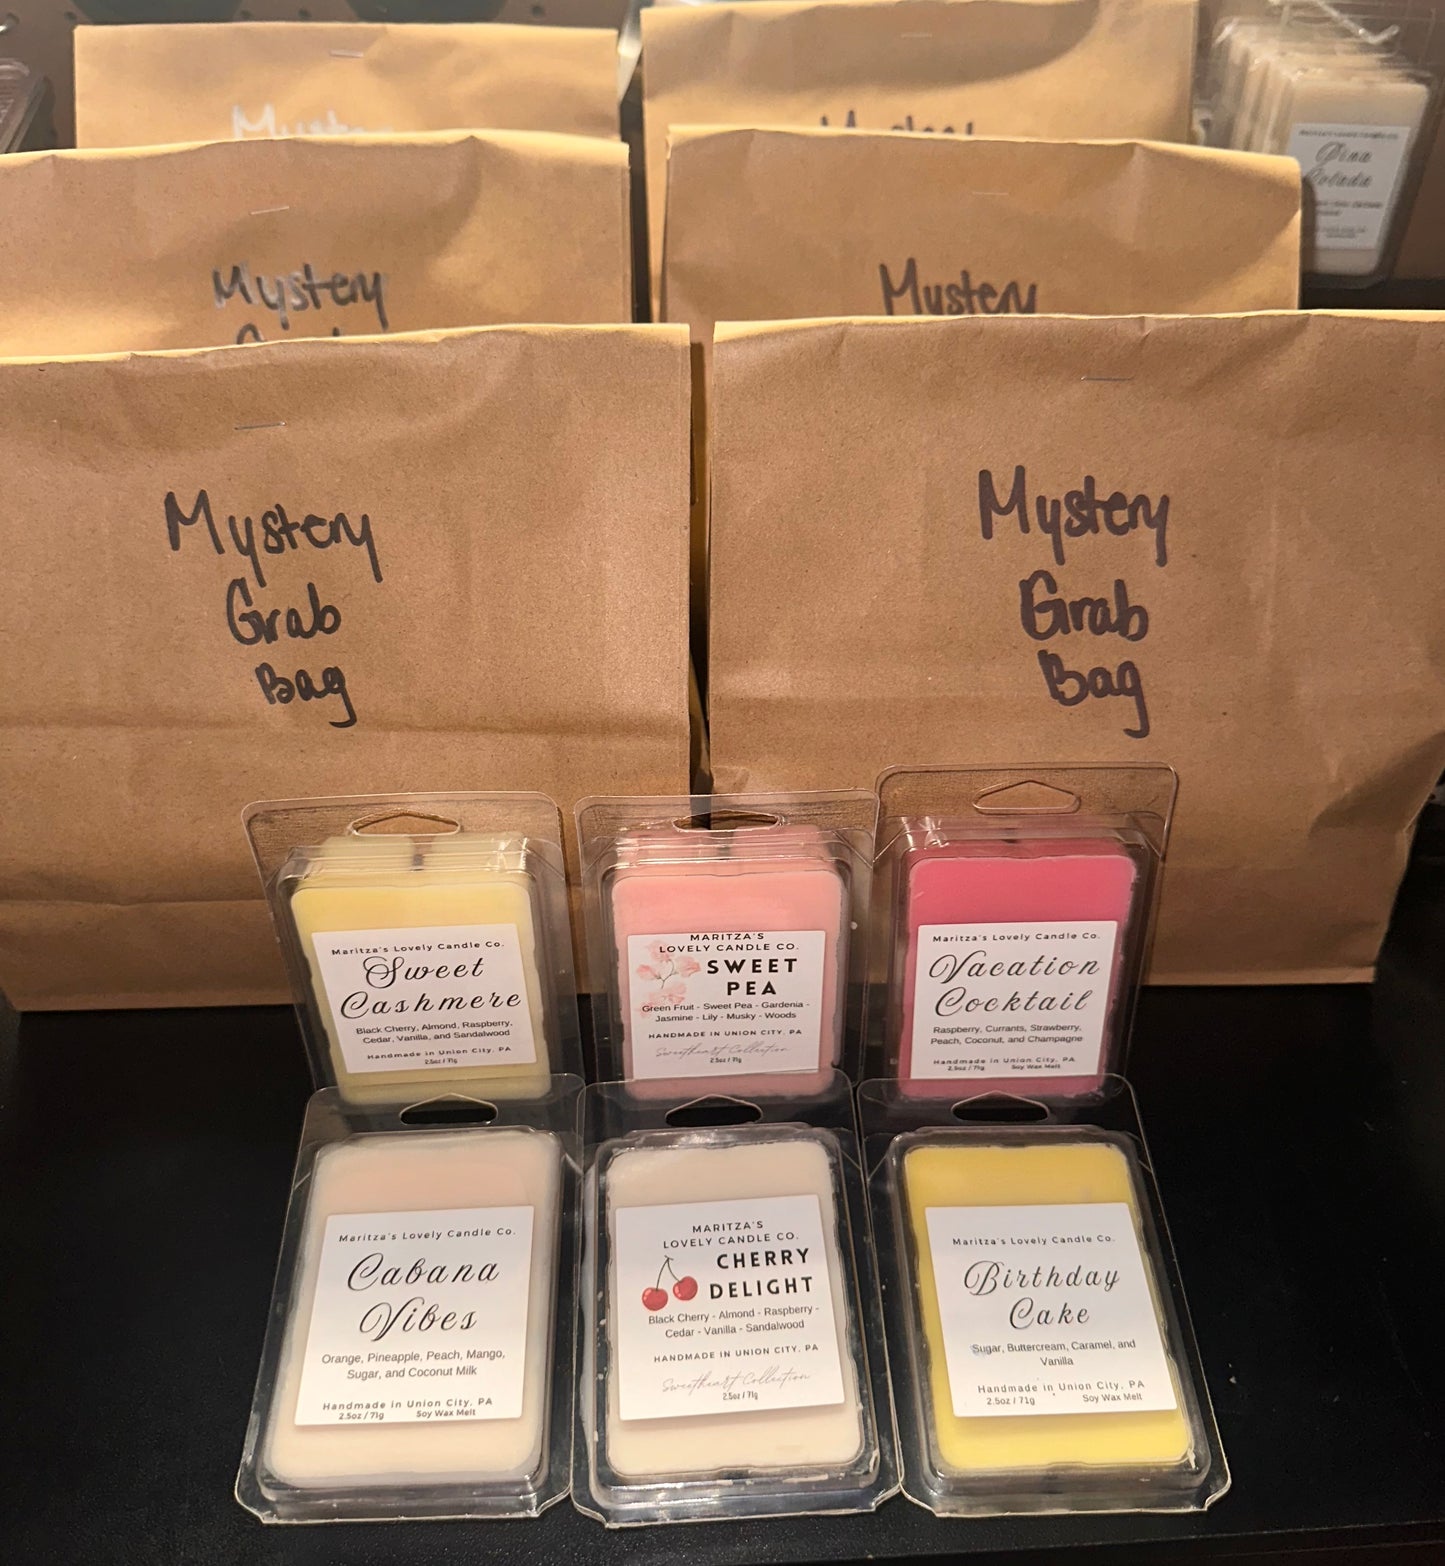 Mystery
Mystery
Mystery
Mystery
Mystery
Grab
Bag
Mystery
Grab
Bag
Pina
Colada
Maritza's Lovely Candle Co.
Sweet
Cashmere
Black Cherry, Almond, Raspberry,
Cedar, Vanilla, and Sandalwood
Handmade in Union City, PA
2.5oz / 71g
MARITZA'S
LOVELY CANDLE CO.
SWEET
PEA
Green Fruit - Sweet Pea - Gardenia -
Jasmine - Lily - Musky - Woods
HANDMADE IN UNION CITY, PA
Sweetheart Collection
2.5oz / 71g
Maritza's Lovely Candle Co.
Vacation
Cocktail
Raspberry, Currants, Strawberry,
Peach, Coconut, and Champagne
Handmade in Union City, PA
2.5oz / 71g Soy Wax Melt
Maritza's Lovely Candle Co.
Cabana
Vibes
Orange, Pineapple, Peach, Mango,
Sugar, and Coconut Milk
Handmade in Union City, PA
2.5oz / 71g Soy Wax Melt
MARITZA'S
LOVELY CANDLE CO.
CHERRY
DELIGHT
Black Cherry - Almond - Raspberry -
Cedar - Vanilla - Sandalwood
HANDMADE IN UNION CITY, PA
Sweetheart Collection
2.5oz / 71g
Maritza's Lovely Candle Co.
Birthday
Cake
Sugar, Buttercream, Caramel, and
Vanilla
Handmade in Union City, PA
2.5oz / 71g Soy Wax Melt